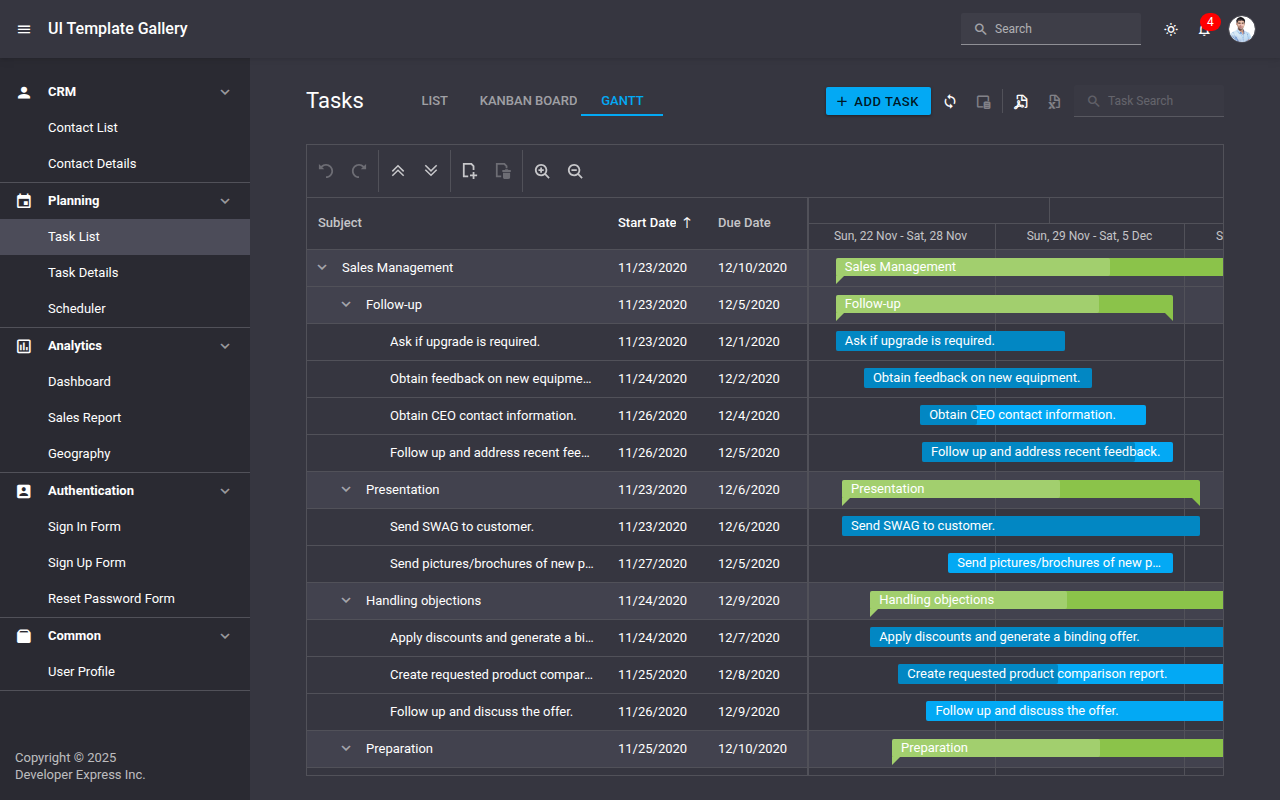 UI Template Gallery
Search
4
CRM
Contact List
Contact Details
Planning
Task List
Task Details
Scheduler
Analytics
Dashboard
Sales Report
Geography
Authentication
Sign In Form
Sign Up Form
Reset Password Form
Common
User Profile
Copyright © 2025
Developer Express Inc.
Tasks
LIST
KANBAN BOARD
GANTT
ADD TASK
Task Search
Subject
Start Date
Due Date
Sun, 22 Nov - Sat, 28 Nov
Sun, 29 Nov - Sat, 5 Dec
S
Sales Management 11/23/2020 12/10/2020 Sales Management
Follow-up 11/23/2020 12/5/2020 Follow-up
Ask if upgrade is required. 11/23/2020 12/1/2020 Ask if upgrade is required.
Obtain feedback on new equipme... 11/24/2020 12/2/2020 Obtain feedback on new equipment.
Obtain CEO contact information. 11/26/2020 12/4/2020 Obtain CEO contact information.
Follow up and address recent fee... 11/26/2020 12/5/2020 Follow up and address recent feedback.
Presentation 11/23/2020 12/6/2020 Presentation
Send SWAG to customer. 11/23/2020 12/6/2020 Send SWAG to customer.
Send pictures/brochures of new p... 11/27/2020 12/5/2020 Send pictures/brochures of new p...
Handling objections 11/24/2020 12/9/2020 Handling objections
Apply discounts and generate a bi... 11/24/2020 12/7/2020 Apply discounts and generate a binding offer.
Create requested product compar... 11/25/2020 12/8/2020 Create requested product comparison report.
Follow up and discuss the offer. 11/26/2020 12/9/2020 Follow up and discuss the offer.
Preparation 11/25/2020 12/10/2020 Preparation